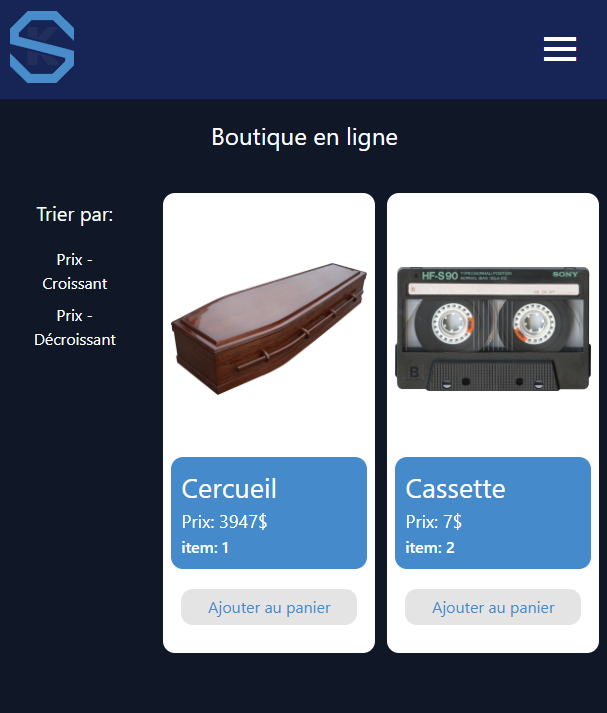 SK
Boutique en ligne
Trier par:
Prix -
Croissant
Prix -
Décroissant
HF-S90
SONY
B
Cercueil
Prix: 3947$
item: 1
Ajouter au panier
Cassette
Prix: 7$
item: 2
Ajouter au panier